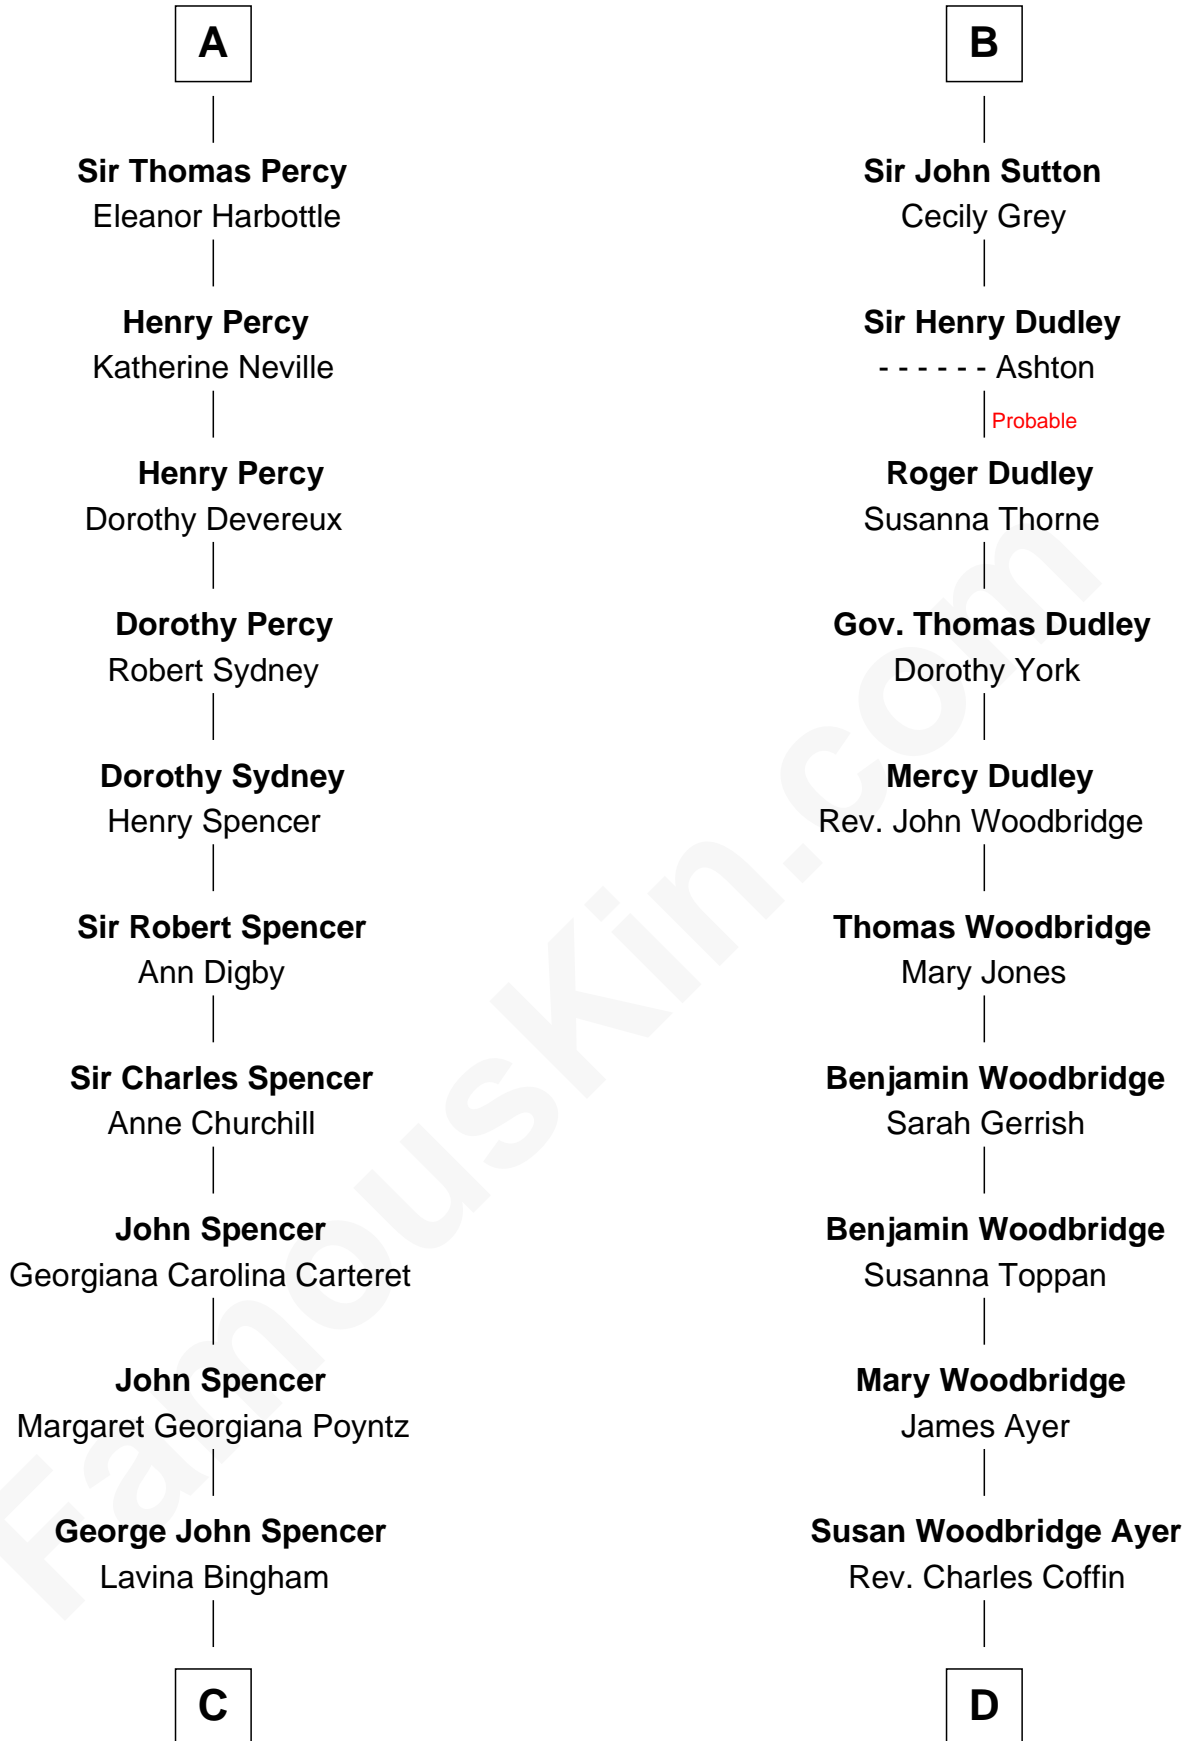 A
Sir Thomas Percy
Eleanor Harbottle
Henry Percy
Katherine Neville
Henry Percy
Dorothy Devereux
Dorothy Percy
Robert Sydney
Dorothy Sydney
Henry Spencer
Sir Robert Spencer
Ann Digby
Sir Charles Spencer
Anne Churchill
John Spencer
Georgiana Carolina Carteret
John Spencer
Margaret Georgiana Poyntz
George John Spencer
Lavina Bingham
C
B
Sir John Sutton
Cecily Grey
Sir Henry Dudley
- - - - - - Ashton
Probable
Roger Dudley
Susanna Thorne
Gov. Thomas Dudley
Dorothy York
Mercy Dudley
Rev. John Woodbridge
Thomas Woodbridge
Mary Jones
Benjamin Woodbridge
Sarah Gerrish
Benjamin Woodbridge
Susanna Toppan
Mary Woodbridge
James Ayer
Susan Woodbridge Ayer
Rev. Charles Coffin
D
FamousKin.com